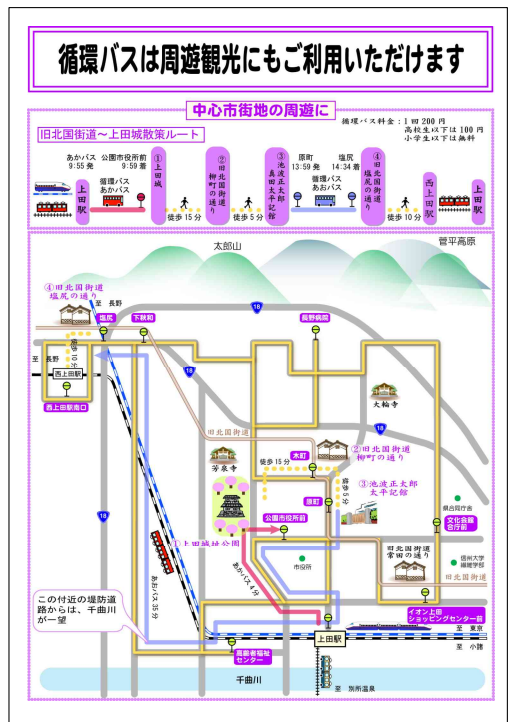 循環バスは周遊観光にもご利用いただけます
中心市街地の周遊に
循環バス料金:1回200円
高校生以下は100円
小学生以下は無料
旧北国街道~上田城散策ルート
上田駅
あかバス 公園市役所前
9:55 発 9:59 着
循環バス
あかバス
①上田城
徒歩15分
②旧北国街道
柳町の通り
徒歩5分
③池波正太郎
真田太平記館
原町 塩尻
13:59 発 14:34 着
循環バス
あおバス
④旧北国街道
塩尻の通り
徒歩10分
西上田駅
上田駅
太郎山
菅平高原
④旧北国街道
塩尻の通り
至 長野
塩尻
下秋和
18
長野病院
至 長野
徒歩10分
西上田駅
西上田駅南口
18
大輪寺
18
旧北国街道
木町
②旧北国街道
柳町の通り
芳泉寺
徒歩15分
徒歩5分
③池波正太郎
太平記館
原町
県合同庁舎
文化会館
合庁前
18
①上田城址公園
公園市役所前
市役所
旧北国街道
常田の通り
信州大学
繊維学部
あおバス35分
あかバス4分
旧北国街道
この付近の堤防道
路からは、千曲川
が一望
イオン上田
ショッピングセンター前
上田駅
至 東京
至 小諸
高齢者福祉
センター
千曲川
至 別所温泉